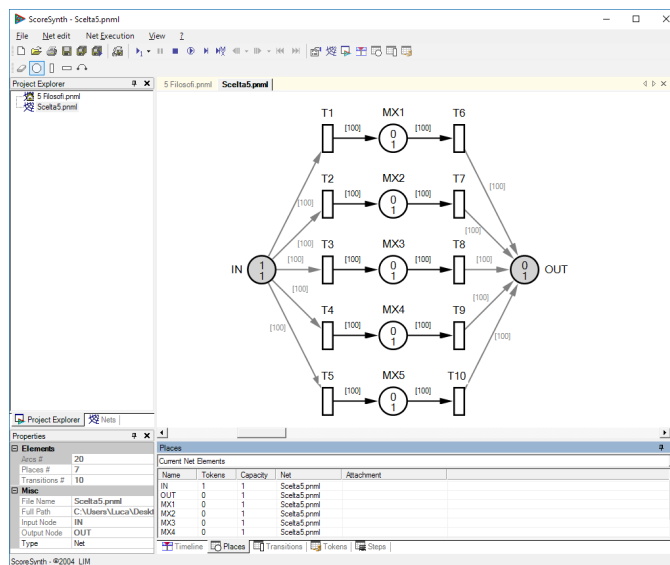 ScoreSynth - Scelta5.pnml
File Net edit Net Execution View ?
Project Explorer
5 Filosofi.pnml
Scelta5.pnml
5 Filosofi.pnml Scelta5.pnml
T1 MX1 T6
[100] 0 1 [100]
[100] [100]
T2 MX2 T7
[100] 0 1 [100]
[100] [100]
T3 MX3 T8
IN 1 1 [100] [100] 0 1 [100] [100] 0 1 OUT
[100] [100]
T4 MX4 T9
[100] 0 1 [100]
[100] [100]
T5 MX5 T10
[100] 0 1 [100]
Project Explorer Nets
Properties
Elements
Arcs # 20
Places # 7
Transitions # 10
Misc
File Name Scelta5.pnml
Full Path C:\Users\Luca\Deskt
Input Node IN
Output Node OUT
Type Net
Places
Current Net Elements
Name Tokens Capacity Net Attachment
IN 1 1 Scelta5.pnml
OUT 0 1 Scelta5.pnml
MX1 0 1 Scelta5.pnml
MX2 0 1 Scelta5.pnml
MX3 0 1 Scelta5.pnml
MX4 0 1 Scelta5.pnml
Timeline Places Transitions Tokens Steps
ScoreSynth - ©2004 LIM